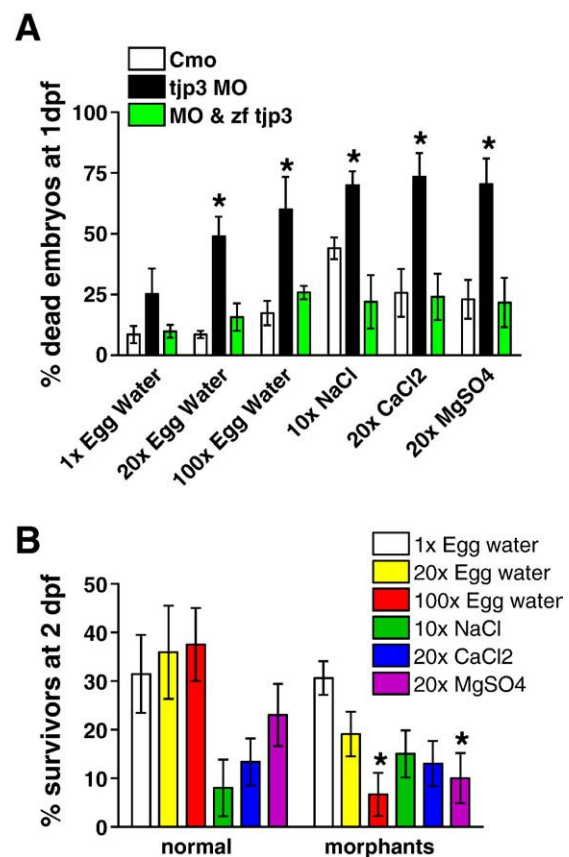 A
Cmo
tjp3 MO
MO & zf tjp3
% dead embryos at 1dpf
100
75
50
25
0
* * * * *
1x Egg Water
20x Egg Water
100x Egg Water
10x NaCl
20x CaCl2
20x MgSO4
B
1x Egg water
20x Egg water
100x Egg water
10x NaCl
20x CaCl2
20x MgSO4
% survivors at 2 dpf
50
40
30
20
10
0
* *
normal morphants